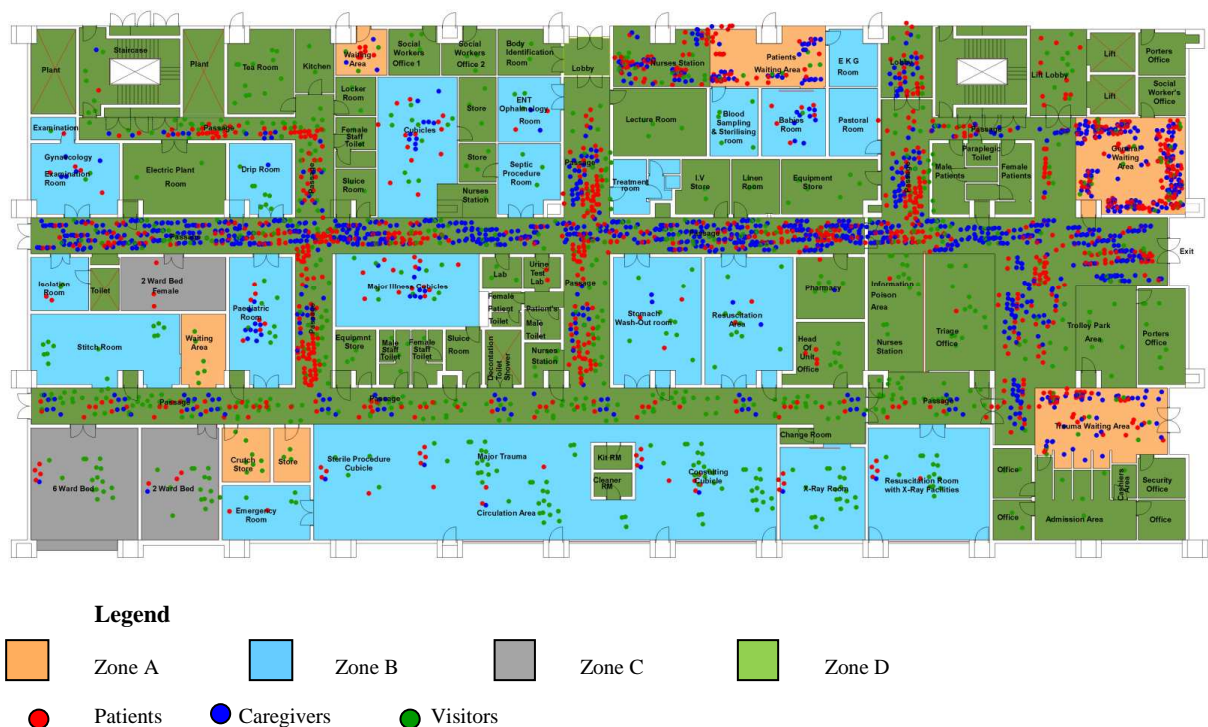 Staircase
Plant
Plant
Tea Room
Kitchen
Waiting
Area
Social
Workers
Office 1
Social
Workers
Office 2
Body
Identification
Room
Lobby
Nurses Station
Patients
Waiting Area
E K G
Room
Lobby
Lift Lobby
Lift
Lift
Porters
Office
Social
Worker's
Office
Locker
Room
Female
Staff
Toilet
Sluice
Room
Cubicles
Store
Store
Nurses
Station
ENT
Ophalmology
Room
Septic
Procedure
Room
Passage
Lecture Room
Blood
Sampling
& Sterilising
room
Babies
Room
Pastoral
Room
Treatment
room
I.V
Store
Linen
Room
Equipment
Store
Passage
Passage
Paraplegic
Toilet
Male
Patients
Female
Patients
General
Waiting
Area
Examination
Passage
Gynaecology
Examination
Room
Electric Plant
Room
Drip Room
Passage
Passage
Passage
Exit
Isolation
Room
Toilet
2 Ward Bed
Female
Paediatric
Room
Passage
Major Illness Cubicles
Lab
Urine
Test
Lab
Female
Patient
Toilet
Patient's
Male
Toilet
Passage
Stomach
Wash-Out room
Resuscitation
Area
Pharmacy
Head
Of
Unit
Office
Information
Poison
Area
Nurses
Station
Triage
Office
Trolley Park
Area
Porters
Office
Stitch Room
Waiting
Area
Equipmnt
Store
Male
Staff
Toilet
Female
Staff
Toilet
Sluice
Room
Decontation
Toilet
Shower
Nurses
Station
Passage
Passage
Passage
Trauma Waiting Area
6 Ward Bed
2 Ward Bed
Crutch
Store
Store
Emergency
Room
Sterile Procedure
Cubicle
Major Trauma
Circulation Area
Kit RM
Cleaner
RM
Consulting
Cubicle
Change Room
X-Ray Room
Resuscitation Room
with X-Ray Facilities
Office
Office
Cashiers
Area
Admission Area
Security
Office
Office
Legend
Zone A
Zone B
Zone C
Zone D
Patients
Caregivers
Visitors